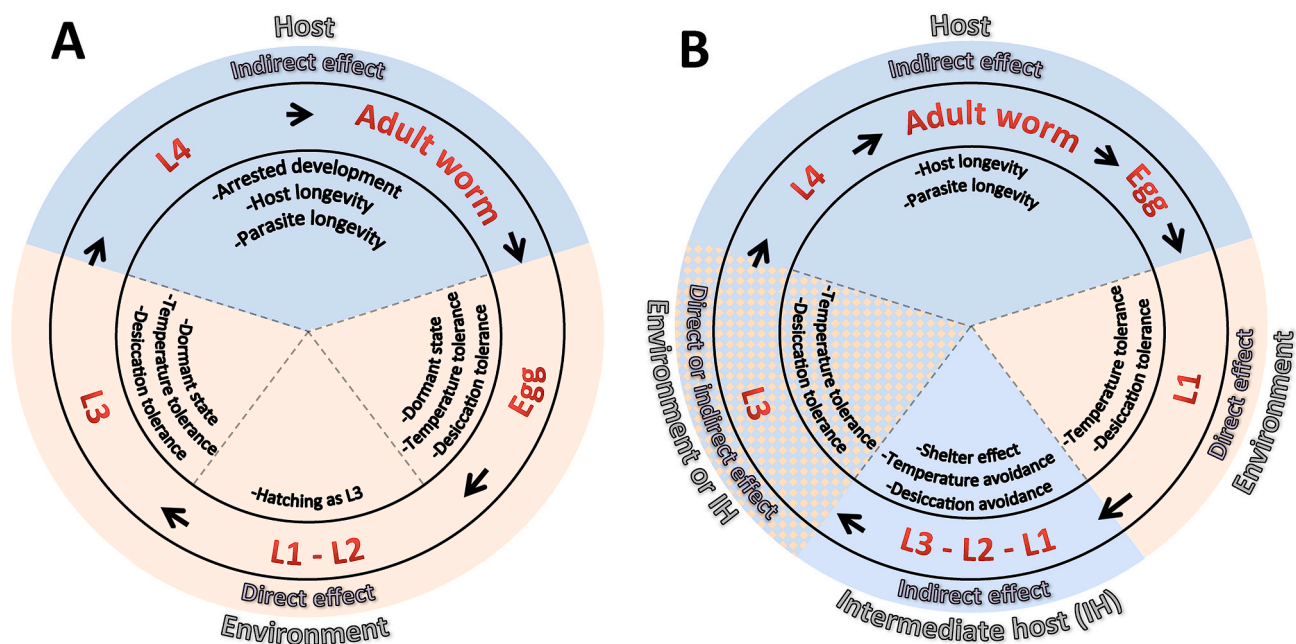 A
Host
Indirect effect
L4
Adult worm
-Arrested development
-Host longevity
-Parasite longevity
-Dormant state
-Temperature tolerance
-Desiccation tolerance
Egg
-Dormant state
-Temperature tolerance
-Desiccation tolerance
L3
-Hatching as L3
L1 - L2
Direct effect
Environment
B
Host
Indirect effect
L4
Adult worm
Egg
-Host longevity
-Parasite longevity
-Temperature tolerance
-Desiccation tolerance
L1
Direct effect
Environment
-Shelter effect
-Temperature avoidance
-Desiccation avoidance
L3 - L2 - L1
Indirect effect
Intermediate host (IH)
-Temperature tolerance
-Desiccation tolerance
L3
Direct or indirect effect
Environment or IH